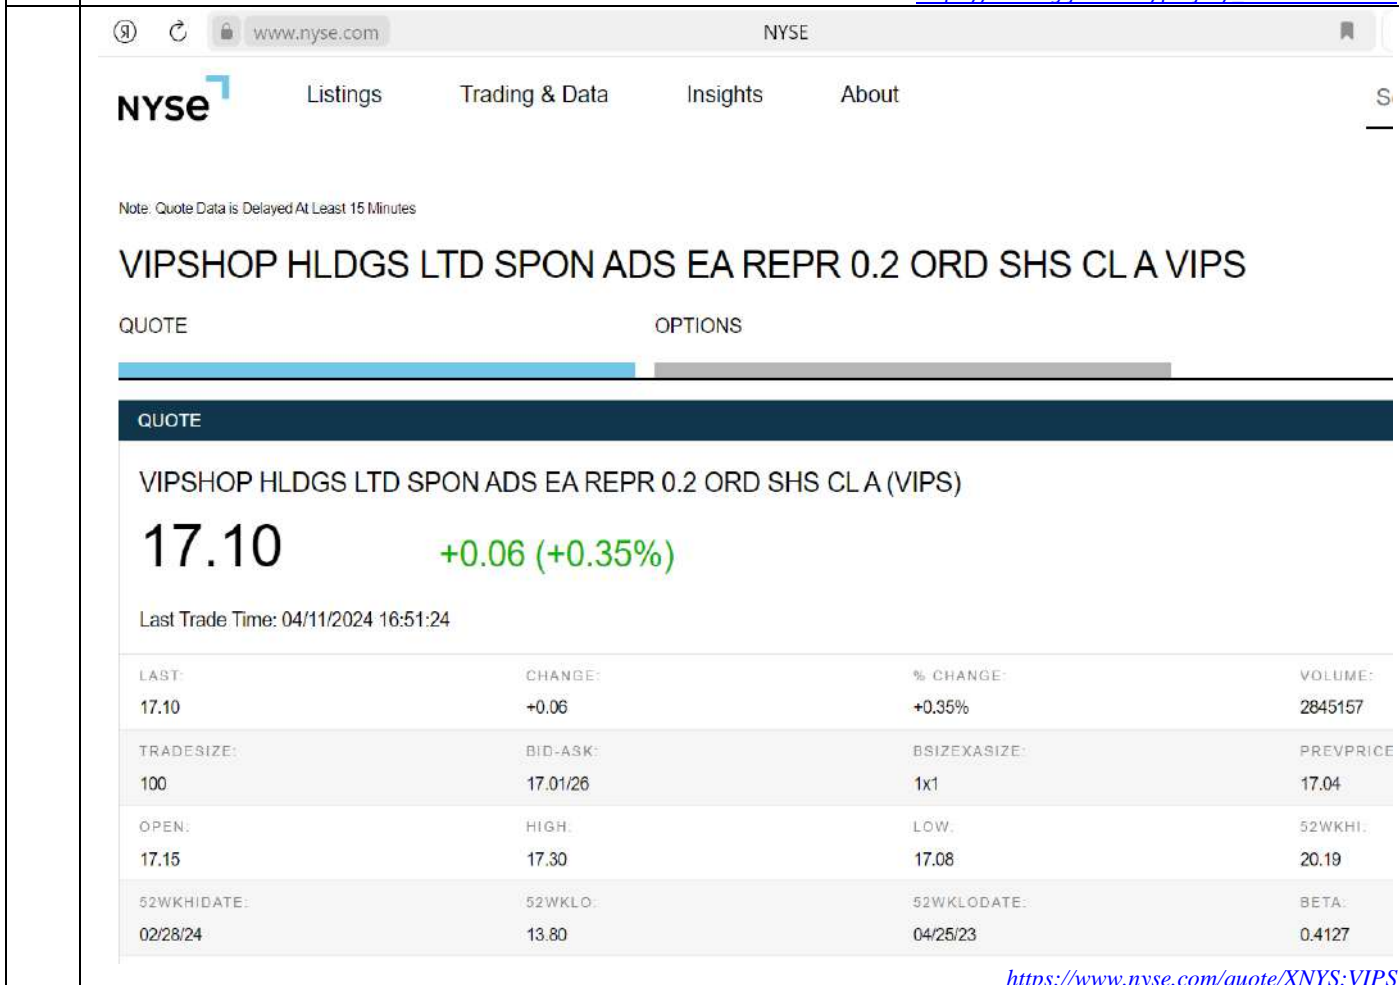 Я www.nyse.com NYSE
NYSE Listings Trading & Data Insights About
Note: Quote Data is Delayed At Least 15 Minutes
VIPSHOP HLDGS LTD SPON ADS EA REPR 0.2 ORD SHS CL A VIPS
QUOTE OPTIONS
QUOTE
VIPSHOP HLDGS LTD SPON ADS EA REPR 0.2 ORD SHS CL A (VIPS)
17.10 +0.06 (+0.35%)
Last Trade Time: 04/11/2024 16:51:24
LAST: CHANGE: % CHANGE: VOLUME:
17.10 +0.06 +0.35% 2845157
TRADESIZE: BID-ASK: BSIZEXASIZE: PREVPRICE
100 17.01/26 1x1 17.04
OPEN: HIGH: LOW: 52WKHI:
17.15 17.30 17.08 20.19
52WKHIDATE: 52WKLO: 52WKLODATE: BETA:
02/28/24 13.80 04/25/23 0.4127
https://www.nyse.com/quote/XNYS:VIPS